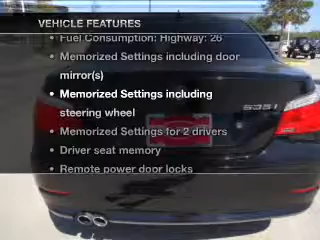 VEHICLE FEATURES
• Fuel Consumption: Highway: 26
• Memorized Settings including door
mirror(s)
• Memorized Settings including
steering wheel
• Memorized Settings for 2 drivers
• Driver seat memory
• Remote power door locks
535i